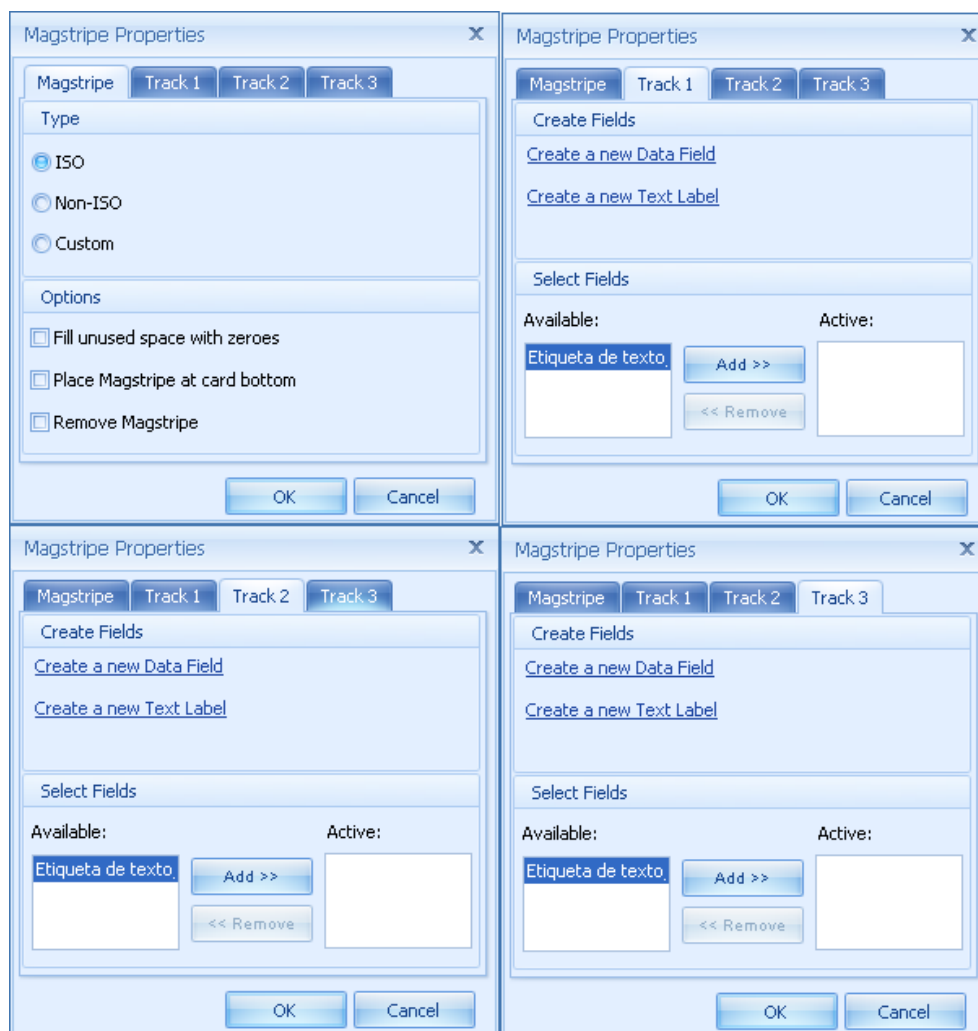 Magstripe Properties X
Magstripe Track 1 Track 2 Track 3
Type
ISO
Non-ISO
Custom
Options
Fill unused space with zeroes
Place Magstripe at card bottom
Remove Magstripe
OK Cancel
Magstripe Properties X
Magstripe Track 1 Track 2 Track 3
Create Fields
Create a new Data Field
Create a new Text Label
Select Fields
Available: Active:
Etiqueta de texto
Add >>
<< Remove
OK Cancel
Magstripe Properties X
Magstripe Track 1 Track 2 Track 3
Create Fields
Create a new Data Field
Create a new Text Label
Select Fields
Available: Active:
Etiqueta de texto
Add >>
<< Remove
OK Cancel
Magstripe Properties X
Magstripe Track 1 Track 2 Track 3
Create Fields
Create a new Data Field
Create a new Text Label
Select Fields
Available: Active:
Etiqueta de texto
Add >>
<< Remove
OK Cancel